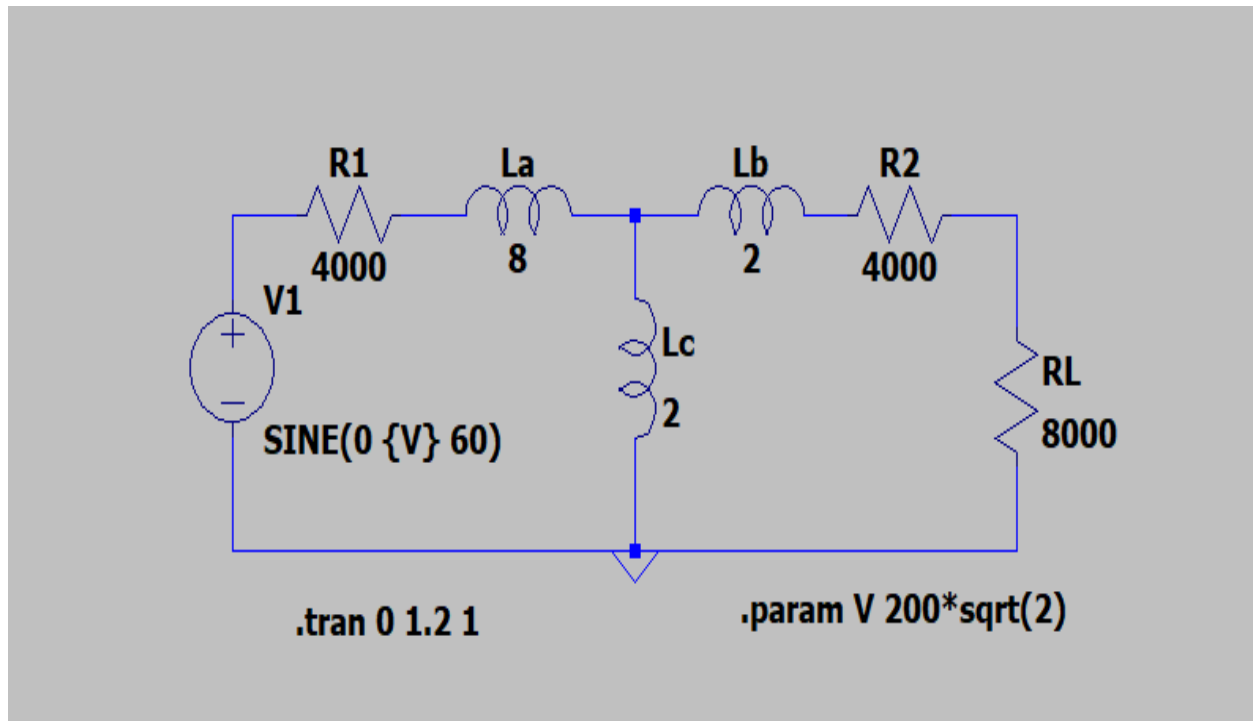 R1 La Lb R2
4000 8 2 4000
V1
Lc
RL
2
8000
SINE(0 {V} 60)
.tran 0 1.2 1
.param V 200*sqrt(2)